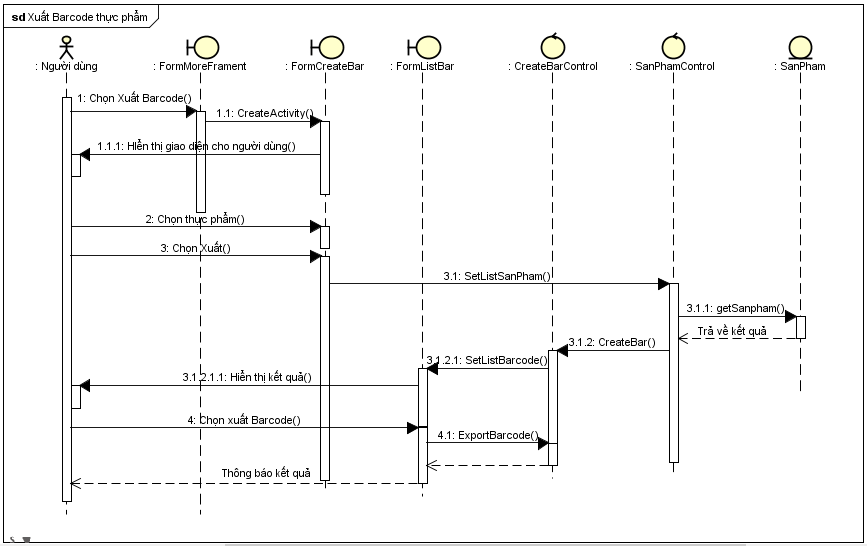 sd Xuất Barcode thực phẩm
: Người dùng
: FormMoreFrament
: FormCreateBar
: FormListBar
: CreateBarControl
: SanPhamControl
: SanPham
1: Chọn Xuất Barcode()
1.1: CreateActivity()
1.1.1: Hiển thị giao diện cho người dùng()
2: Chọn thực phẩm()
3: Chọn Xuất()
3.1: SetListSanPham()
3.1.1: getSanpham()
Trả về kết quả
3.1.2: CreateBar()
3.1.2.1: SetListBarcode()
3.1.2.1.1: Hiển thị kết quả()
4: Chọn xuất Barcode()
4.1: ExportBarcode()
Thông báo kết quả